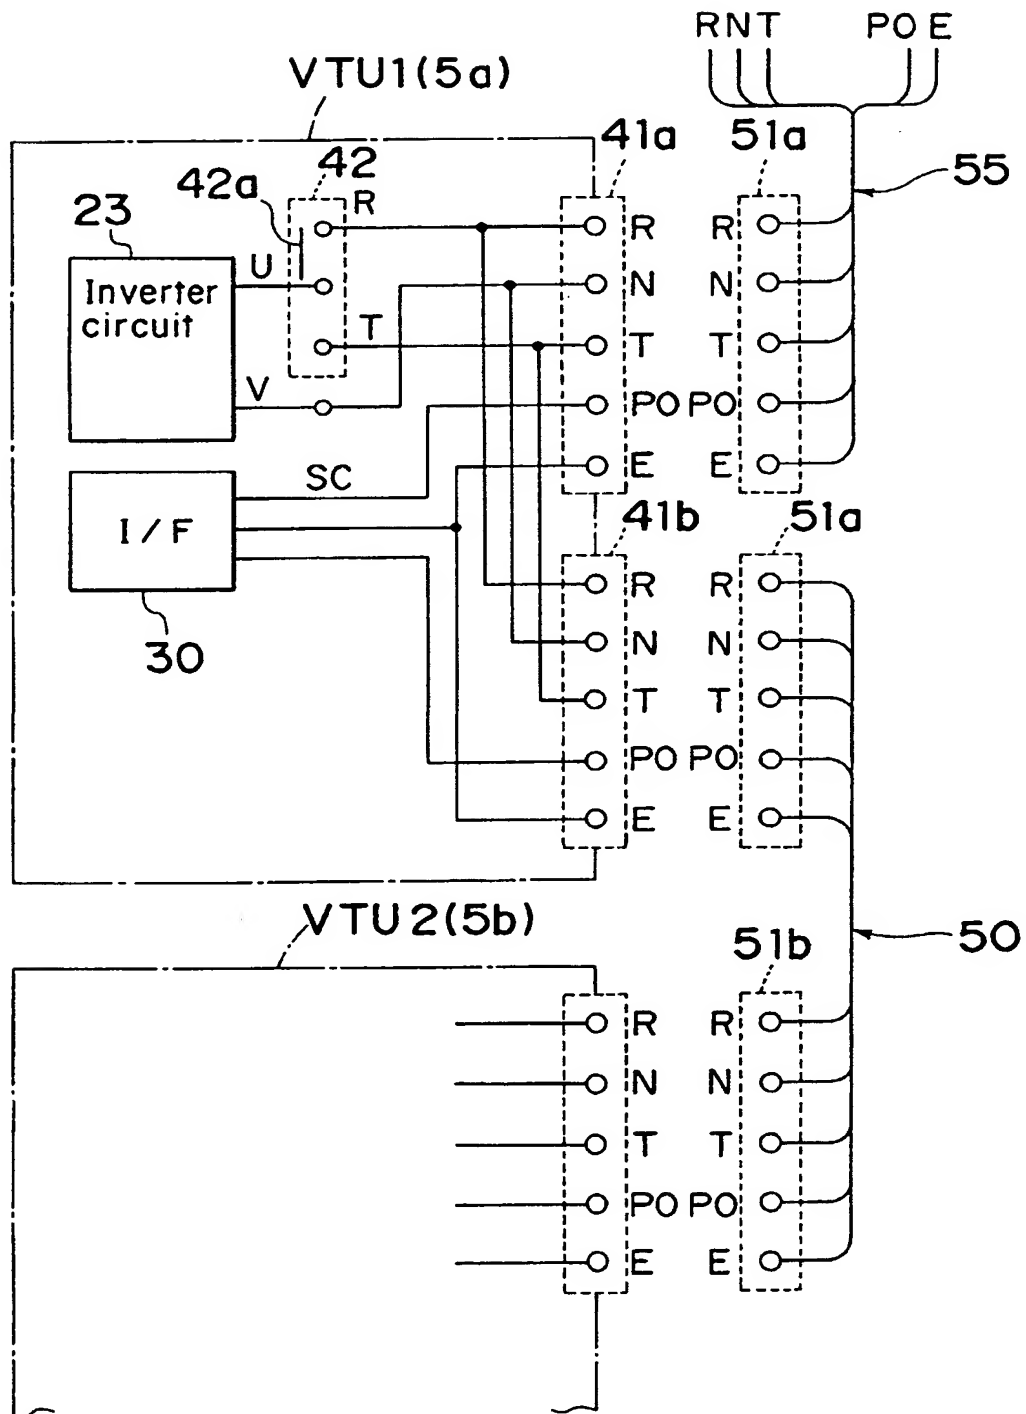 RNT PO E
VTU1(5a)
41a 51a
42
42a
R
23
55
U
Inverter
circuit
T
V
R R
N N
T T
PO PO
E E
SC
I/F
30
41b 51a
R R
N N
T T
PO PO
E E
VTU2(5b)
50
51b
R R
N N
T T
PO PO
E E